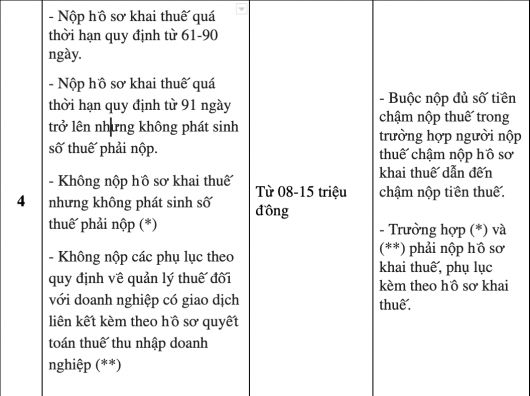 4
- Nộp hồ sơ khai thuế quá
thời hạn quy định từ 61-90
ngày.
- Nộp hồ sơ khai thuế quá
thời hạn quy định từ 91 ngày
trở lên nhưng không phát sinh
số thuế phải nộp.
- Không nộp hồ sơ khai thuế
nhưng không phát sinh số
thuế phải nộp (*)
- Không nộp các phụ lục theo
quy định về quản lý thuế đối
với doanh nghiệp có giao dịch
liên kết kèm theo hồ sơ quyết
toán thuế thu nhập doanh
nghiệp (**)
Từ 08-15 triệu
đồng
- Buộc nộp đủ số tiền
chậm nộp thuế trong
trường hợp người nộp
thuế chậm nộp hồ sơ
khai thuế dẫn đến
chậm nộp tiền thuế.
- Trường hợp (*) và
(**) phải nộp hồ sơ
khai thuế, phụ lục
kèm theo hồ sơ khai
thuế.